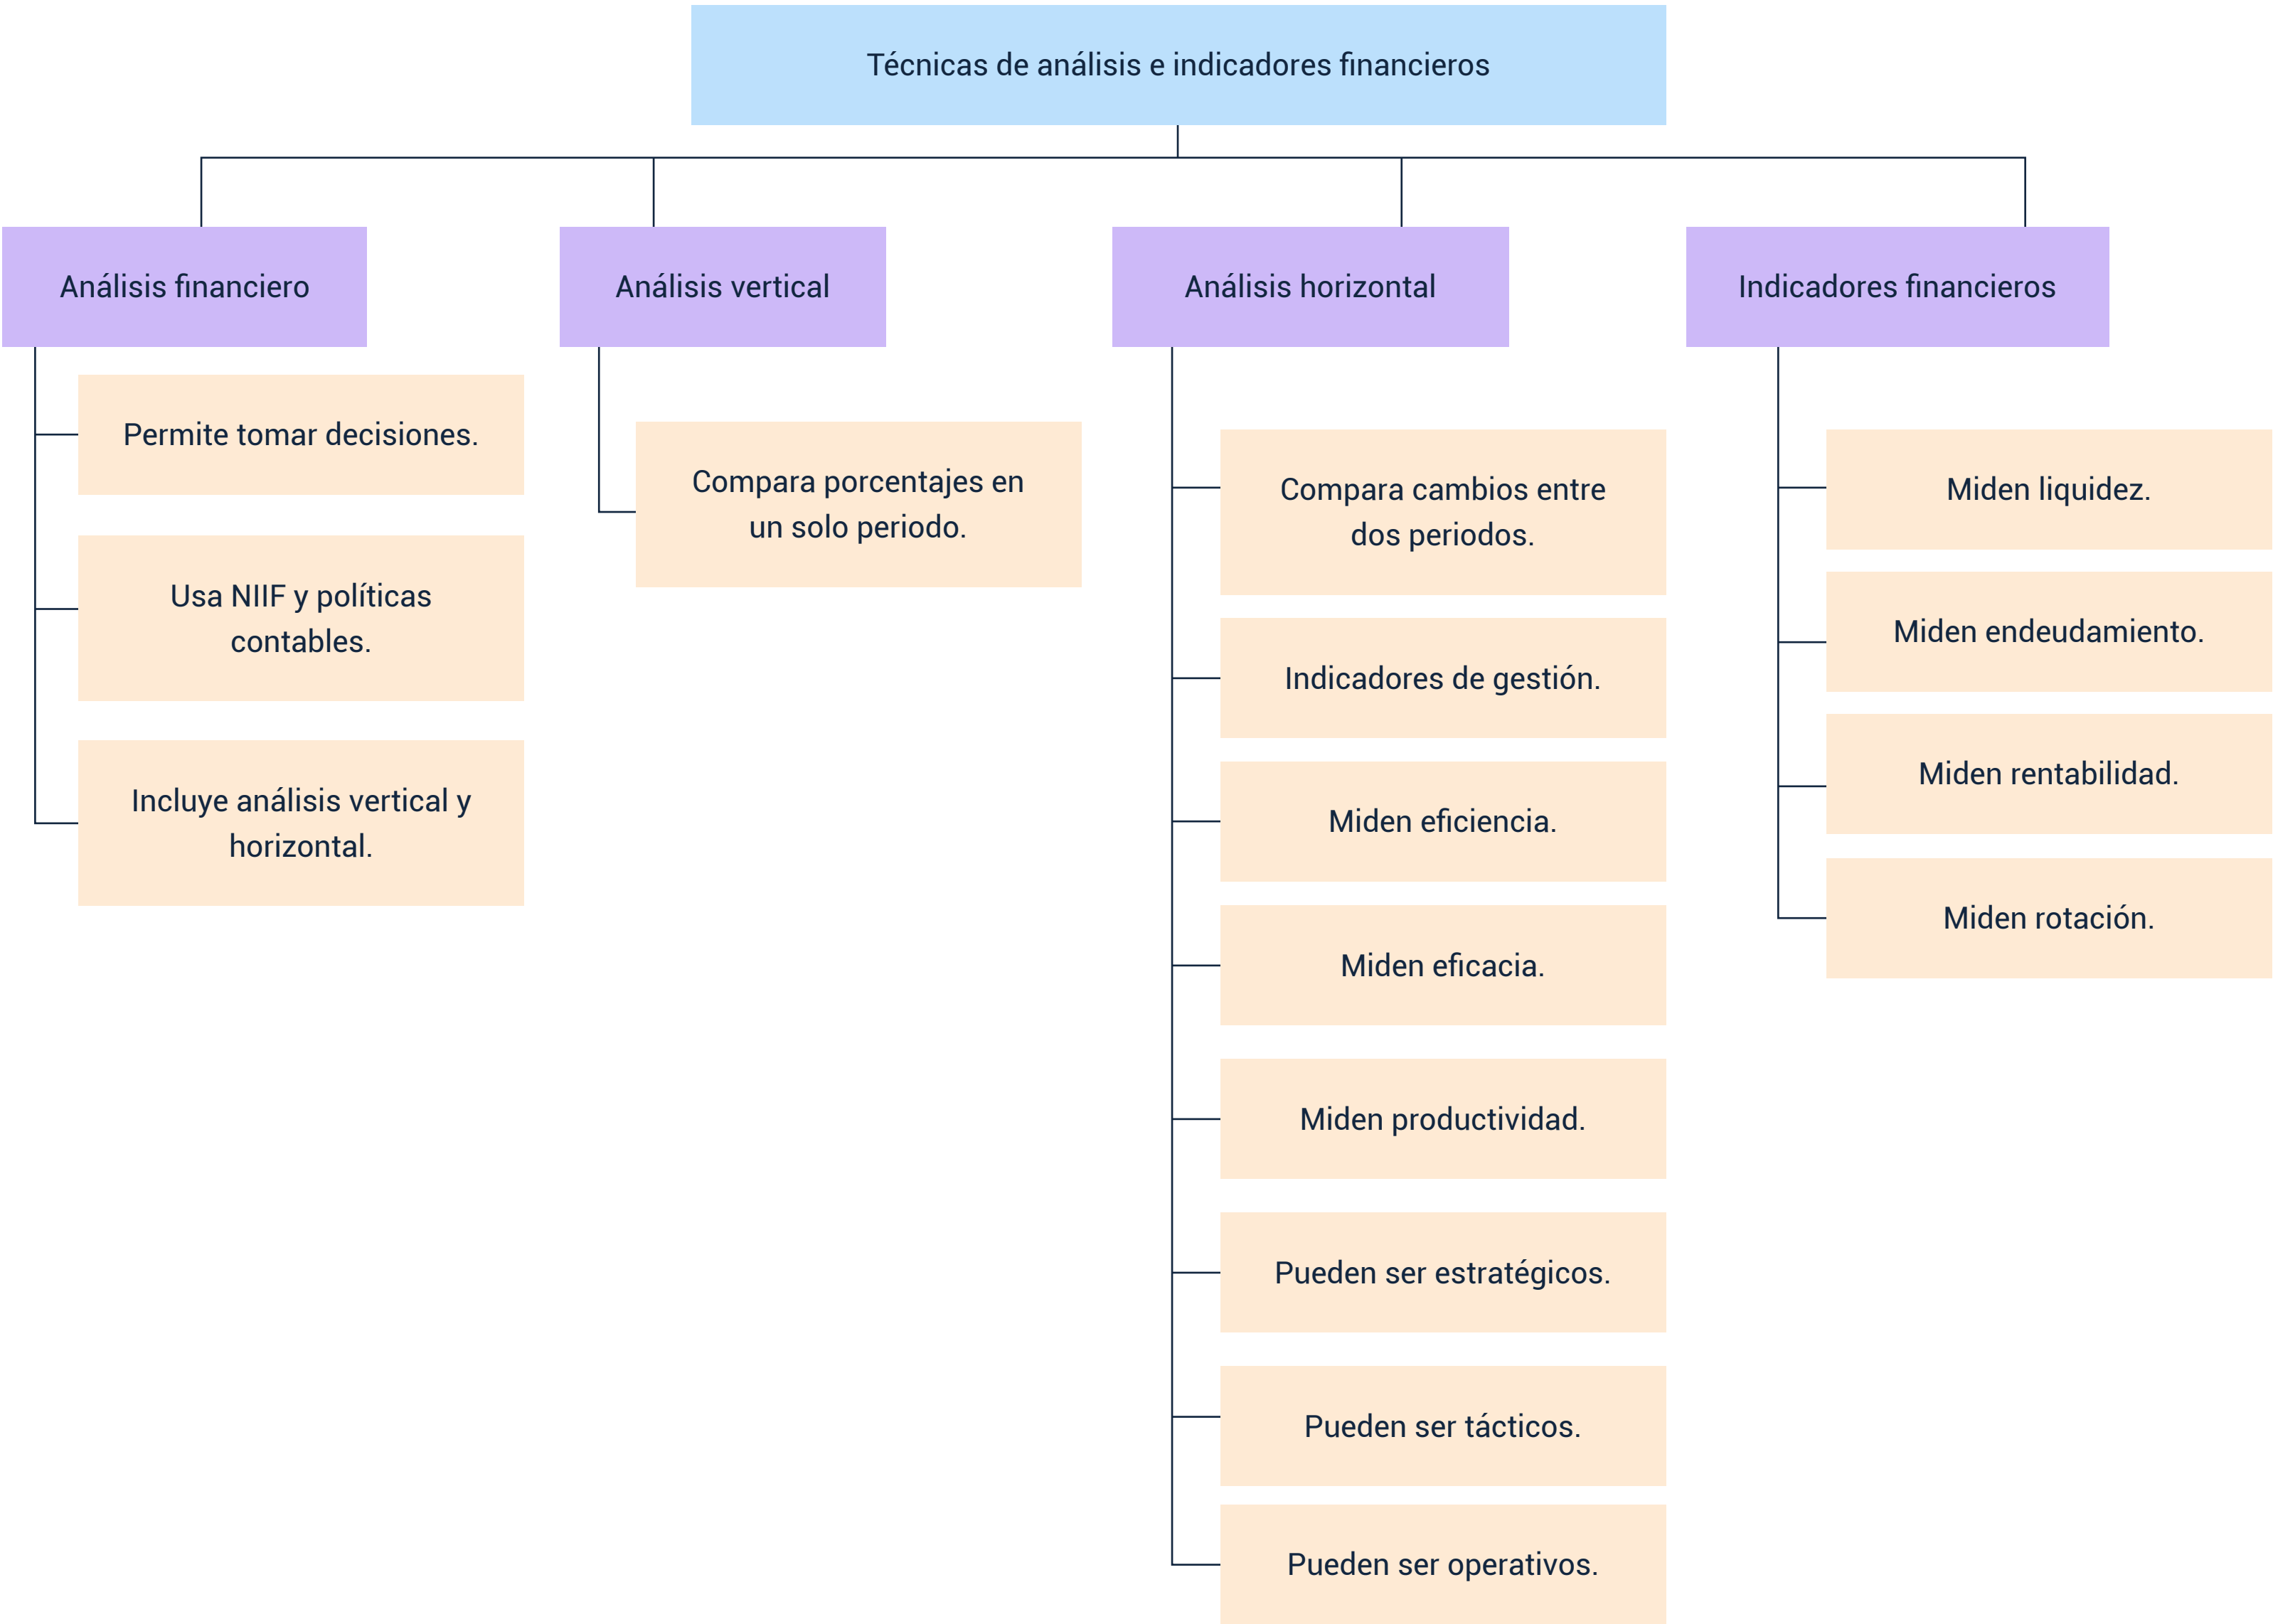 Técnicas de análisis e indicadores financieros
Análisis financiero
Permite tomar decisiones.
Usa NIIF y políticas
contables.
Incluye análisis vertical y
horizontal.
Análisis vertical
Compara porcentajes en
un solo periodo.
Análisis horizontal
Compara cambios entre
dos periodos.
Indicadores de gestión.
Miden eficiencia.
Miden eficacia.
Miden productividad.
Pueden ser estratégicos.
Pueden ser tácticos.
Pueden ser operativos.
Indicadores financieros
Miden liquidez.
Miden endeudamiento.
Miden rentabilidad.
Miden rotación.